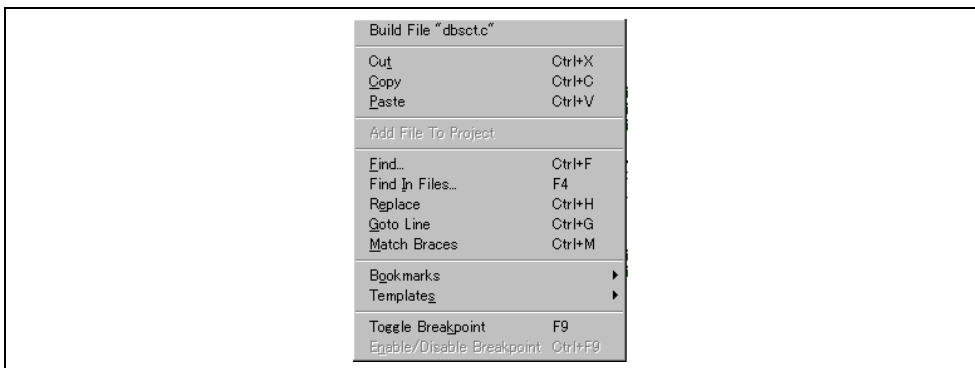 Build File "dbsct.c"
Cut Ctrl+X
Copy Ctrl+C
Paste Ctrl+V
Add File To Project
Find... Ctrl+F
Find In Files... F4
Replace Ctrl+H
Goto Line Ctrl+G
Match Braces Ctrl+M
Bookmarks
Templates
Toggle Breakpoint F9
Enable/Disable Breakpoint Ctrl+F9